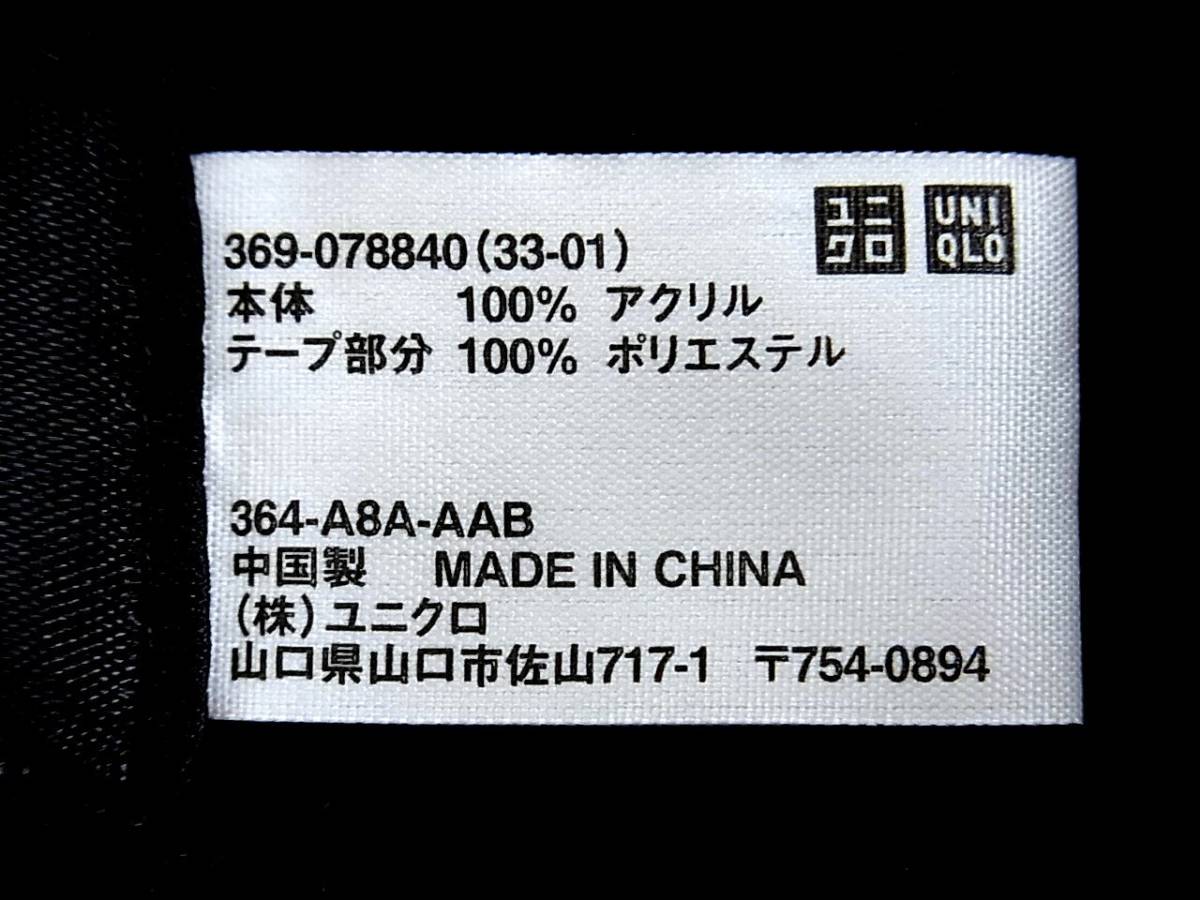 ユニ UNI
クロ QLO
369-078840(33-01)
本体 100% アクリル
テープ部分 100% ポリエステル
364-A8A-AAB
中国製 MADE IN CHINA
(株)ユニクロ
山口県山口市佐山717-1 〒754-0894